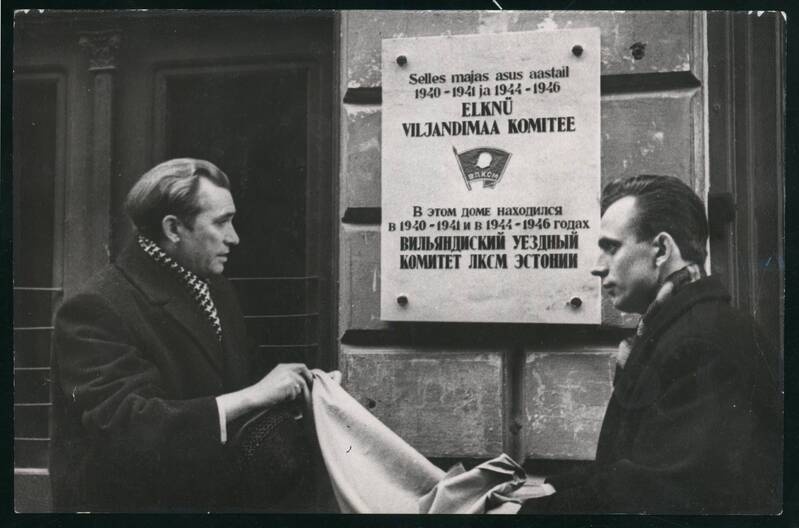 Selles majas asus aastail
1940-1941 ja 1944-1946
ELKNÜ
VILJANDIMAA KOMITEE
ВЛКСМ
В этом доме находился
в 1940-1941 и в 1944-1946 годах
ВИЛЬЯНДИСКИЙ УЕЗДНЫЙ
КОМИТЕТ ЛКСМ ЭСТОНИИ